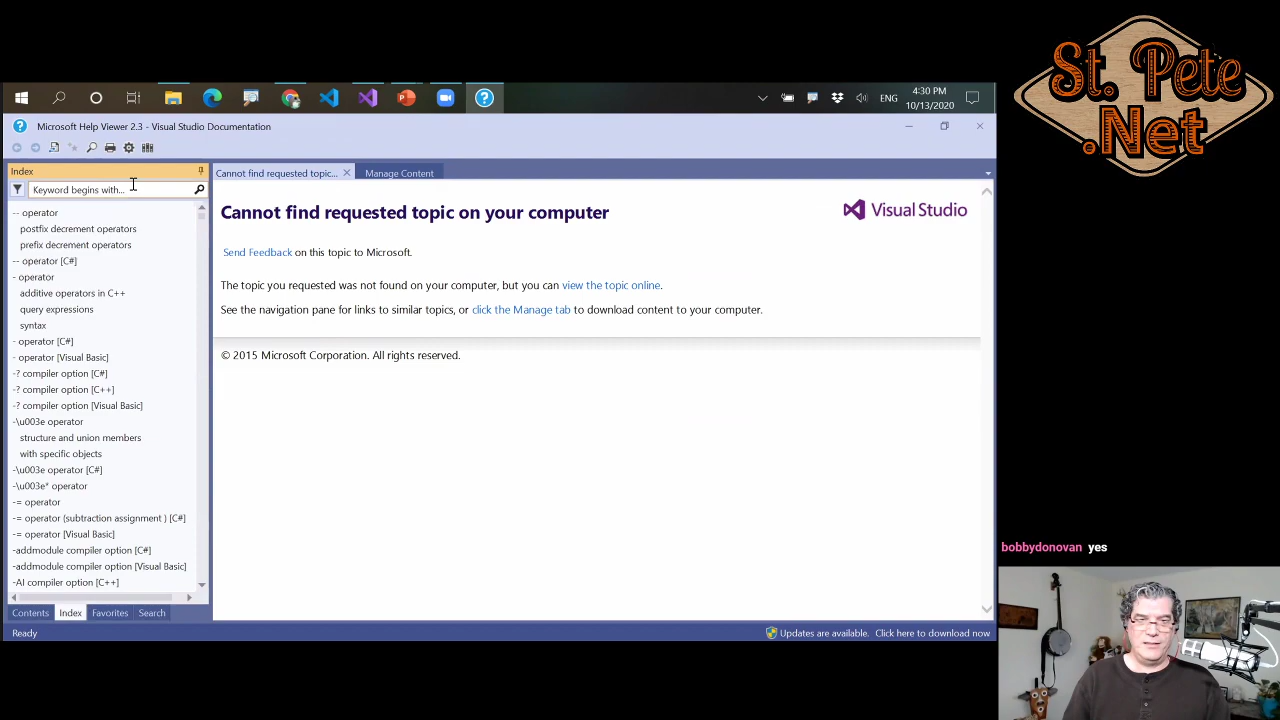 St. Pete
.Net
ENG
4:30 PM
10/13/2020
Microsoft Help Viewer 2.3 - Visual Studio Documentation
Index
Keyword begins with...
-- operator
postfix decrement operators
prefix decrement operators
-- operator [C#]
- operator
additive operators in C++
query expressions
syntax
- operator [C#]
- operator [Visual Basic]
-? compiler option [C#]
-? compiler option [C++]
-? compiler option [Visual Basic]
-\u003e operator
structure and union members
with specific objects
-\u003e operator [C#]
-\u003e* operator
-= operator
-= operator (subtraction assignment ) [C#]
-= operator [Visual Basic]
-addmodule compiler option [C#]
-addmodule compiler option [Visual Basic]
-AI compiler option [C++]
Contents Index Favorites Search
Cannot find requested topic... Manage Content
Cannot find requested topic on your computer
Visual Studio
Send Feedback on this topic to Microsoft.
The topic you requested was not found on your computer, but you can view the topic online.
See the navigation pane for links to similar topics, or click the Manage tab to download content to your computer.
© 2015 Microsoft Corporation. All rights reserved.
Ready
Updates are available. Click here to download now
bobbydonovan yes